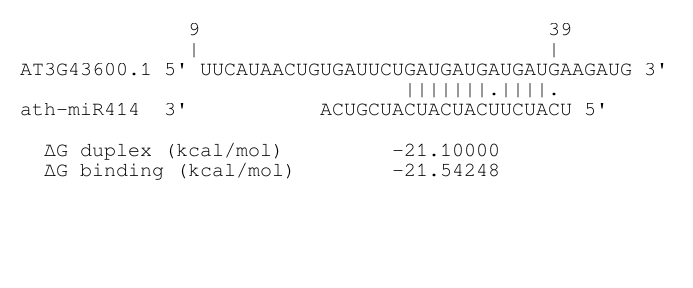 9 39
| |
AT3G43600.1 5' UUCAUAACUGUGAUUCUGAUGAUGAUGAUGAAGAUG 3'
|||||||.||||.
ath-miR414 3' ACUGCUACUACUACUUCUACU 5'
ΔG duplex (kcal/mol) -21.10000
ΔG binding (kcal/mol) -21.54248